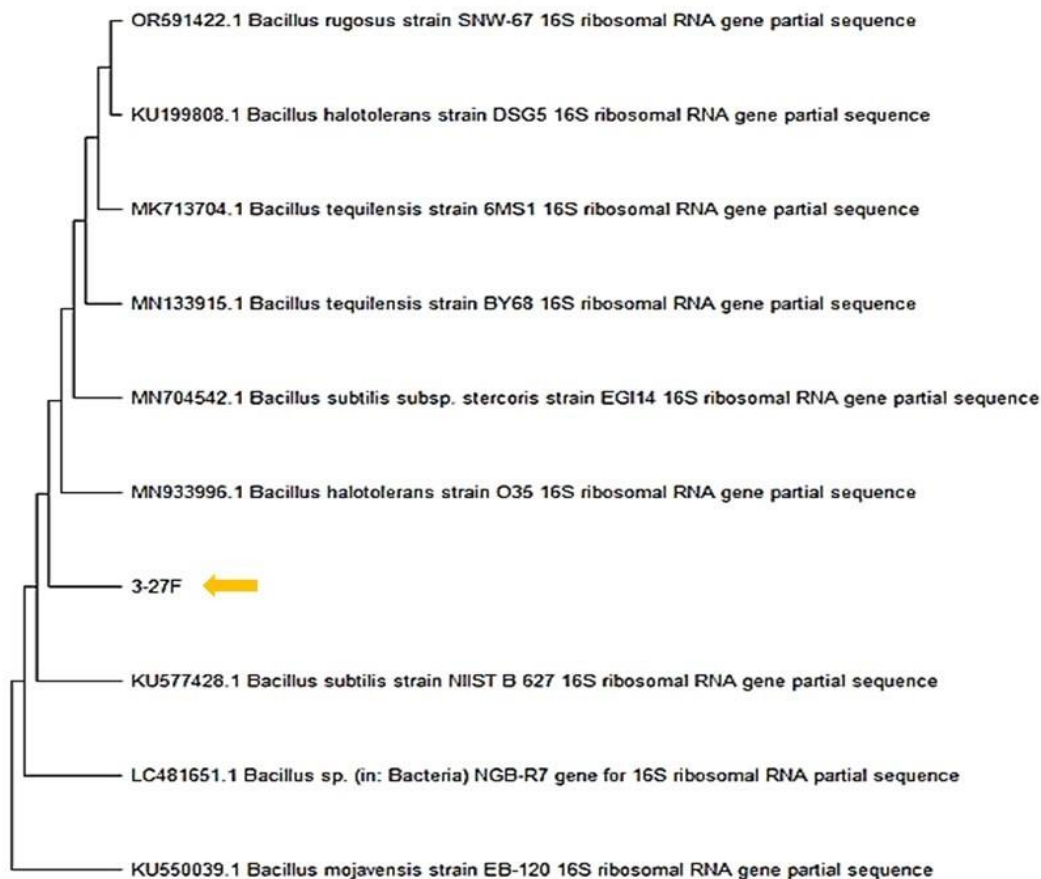 OR591422.1 Bacillus rugosus strain SNW-67 16S ribosomal RNA gene partial sequence
KU199808.1 Bacillus halotolerans strain DSG5 16S ribosomal RNA gene partial sequence
MK713704.1 Bacillus tequilensis strain 6MS1 16S ribosomal RNA gene partial sequence
MN133915.1 Bacillus tequilensis strain BY68 16S ribosomal RNA gene partial sequence
MN704542.1 Bacillus subtilis subsp. stercoris strain EGI14 16S ribosomal RNA gene partial sequence
MN933996.1 Bacillus halotolerans strain O35 16S ribosomal RNA gene partial sequence
3-27F
KU577428.1 Bacillus subtilis strain NIIST B 627 16S ribosomal RNA gene partial sequence
LC481651.1 Bacillus sp. (in: Bacteria) NGB-R7 gene for 16S ribosomal RNA partial sequence
KU550039.1 Bacillus mojavensis strain EB-120 16S ribosomal RNA gene partial sequence